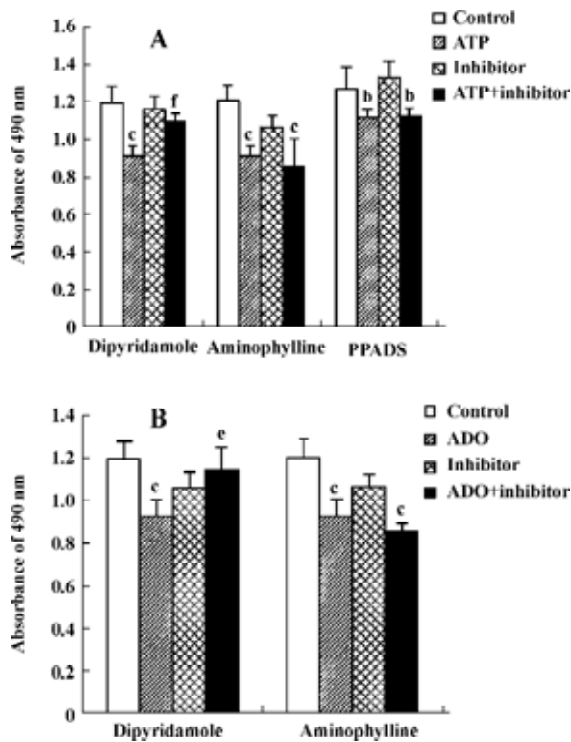 A
Control
ATP
Inhibitor
ATP+inhibitor
Absorbance of 490 nm
1.6
1.4
1.2
1.0
0.8
0.6
0.4
0.2
0
c
f
c
c
b
b
Dipyridamole
Aminophylline
PPADS
B
Control
ADO
Inhibitor
ADO+inhibitor
Absorbance of 490 nm
1.4
1.2
1.0
0.8
0.6
0.4
0.2
0
c
e
c
c
Dipyridamole
Aminophylline